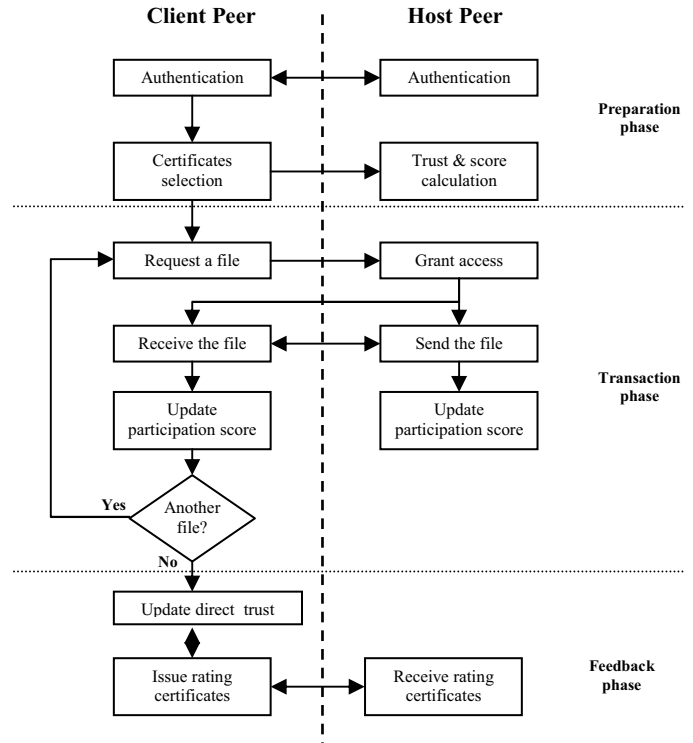 Client Peer
Host Peer
Authentication
Authentication
Preparation
phase
Certificates
selection
Trust & score
calculation
Request a file
Grant access
Receive the file
Send the file
Transaction
phase
Update
participation score
Update
participation score
Yes
Another
file?
No
Update direct trust
Issue rating
certificates
Receive rating
certificates
Feedback
phase